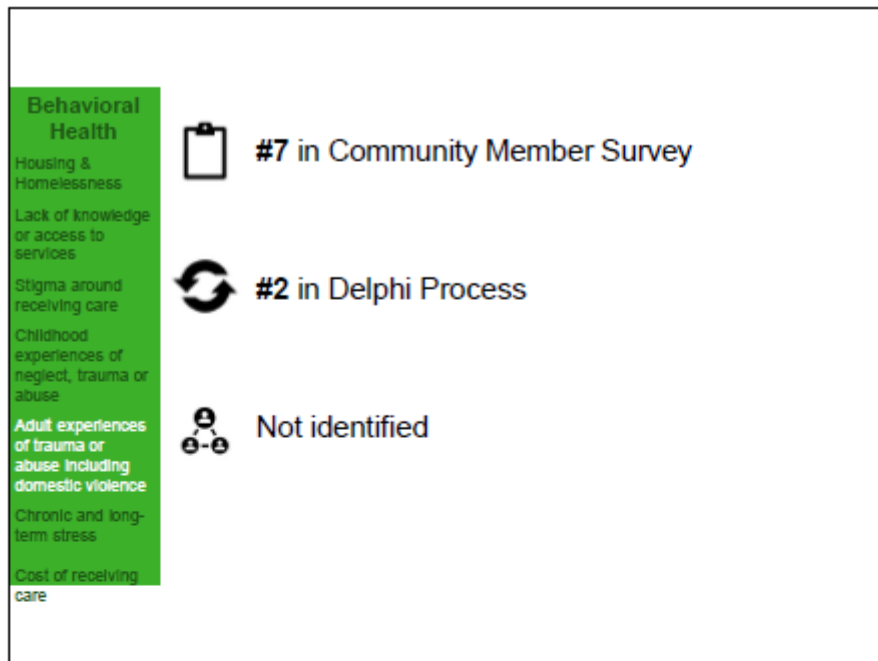 Behavioral
Health
Housing &
Homelessness
Lack of knowledge
or access to
services
Stigma around
receiving care
Childhood
experiences of
neglect, trauma or
abuse
Adult experiences
of trauma or
abuse including
domestic violence
Chronic and long-
term stress
Cost of receiving
care
#7 in Community Member Survey
#2 in Delphi Process
Not identified